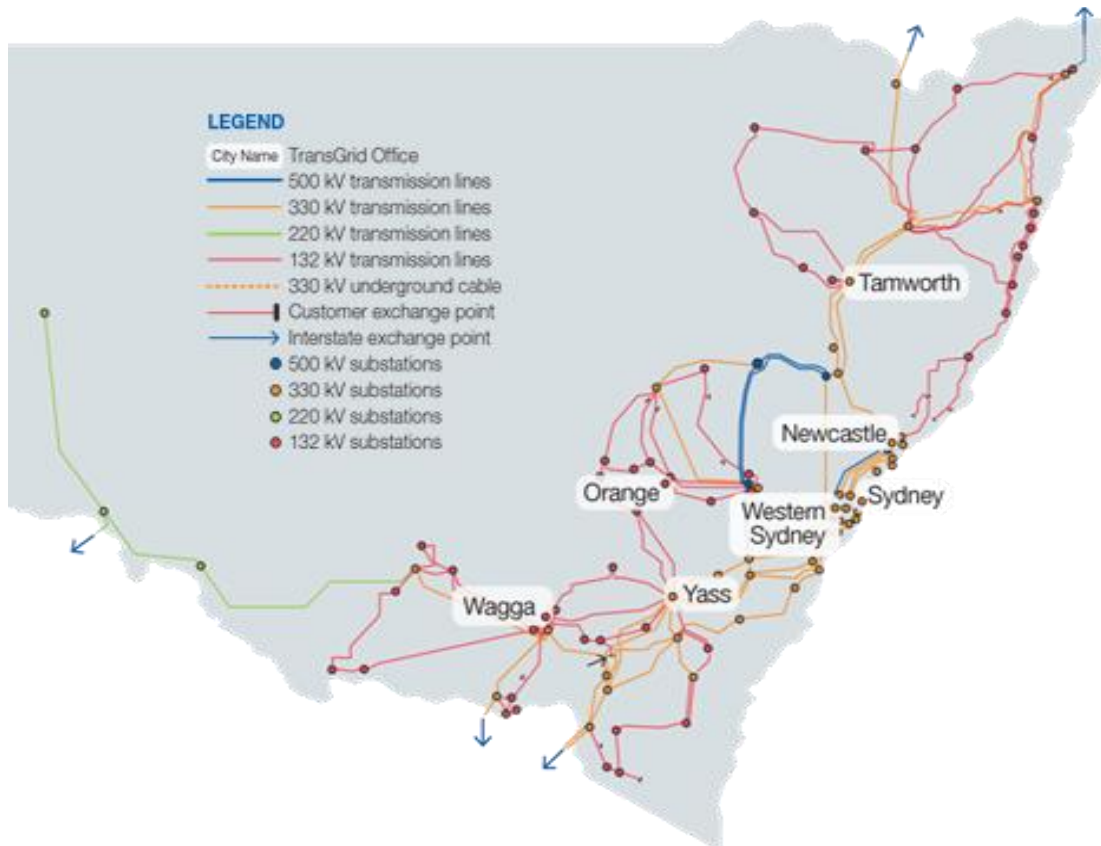 LEGEND
City Name TransGrid Office
500 kV transmission lines
330 kV transmission lines
220 kV transmission lines
132 kV transmission lines
330 kV underground cable
Customer exchange point
Interstate exchange point
500 kV substations
330 kV substations
220 kV substations
132 kV substations
Tamworth
Newcastle
Orange
Sydney
Western
Sydney
Yass
Wagga